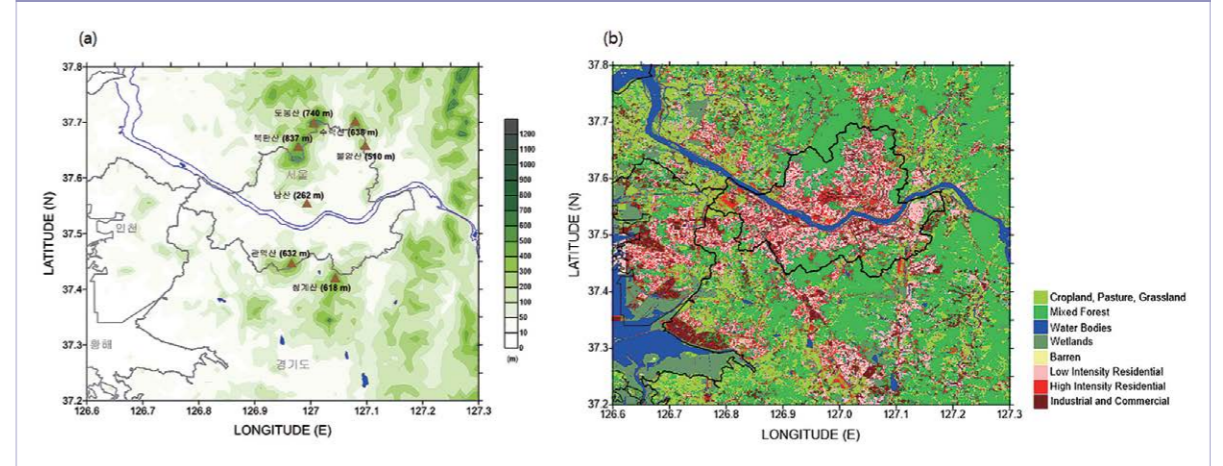 (a)
37.8
37.7
37.6
37.5
37.4
37.3
37.2
LATITUDE (N)
도봉산 (740 m)
수락산 (638 m)
북한산 (837 m)
불암산 (510 m)
서울
남산 (262 m)
인천
관악산 (632 m)
청계산 (618 m)
황해
경기도
126.6 126.7 126.8 126.9 127 127.1 127.2 127.3
LONGITUDE (E)
1200
1100
1000
900
800
700
600
500
400
300
200
100
50
10
0
(m)
(b)
37.8
37.7
37.6
37.5
37.4
37.3
37.2
LATITUDE (N)
126.6 126.7 126.8 126.9 127.0 127.1 127.2 127.3
LONGITUDE (E)
Cropland, Pasture, Grassland
Mixed Forest
Water Bodies
Wetlands
Barren
Low Intensity Residential
High Intensity Residential
Industrial and Commercial